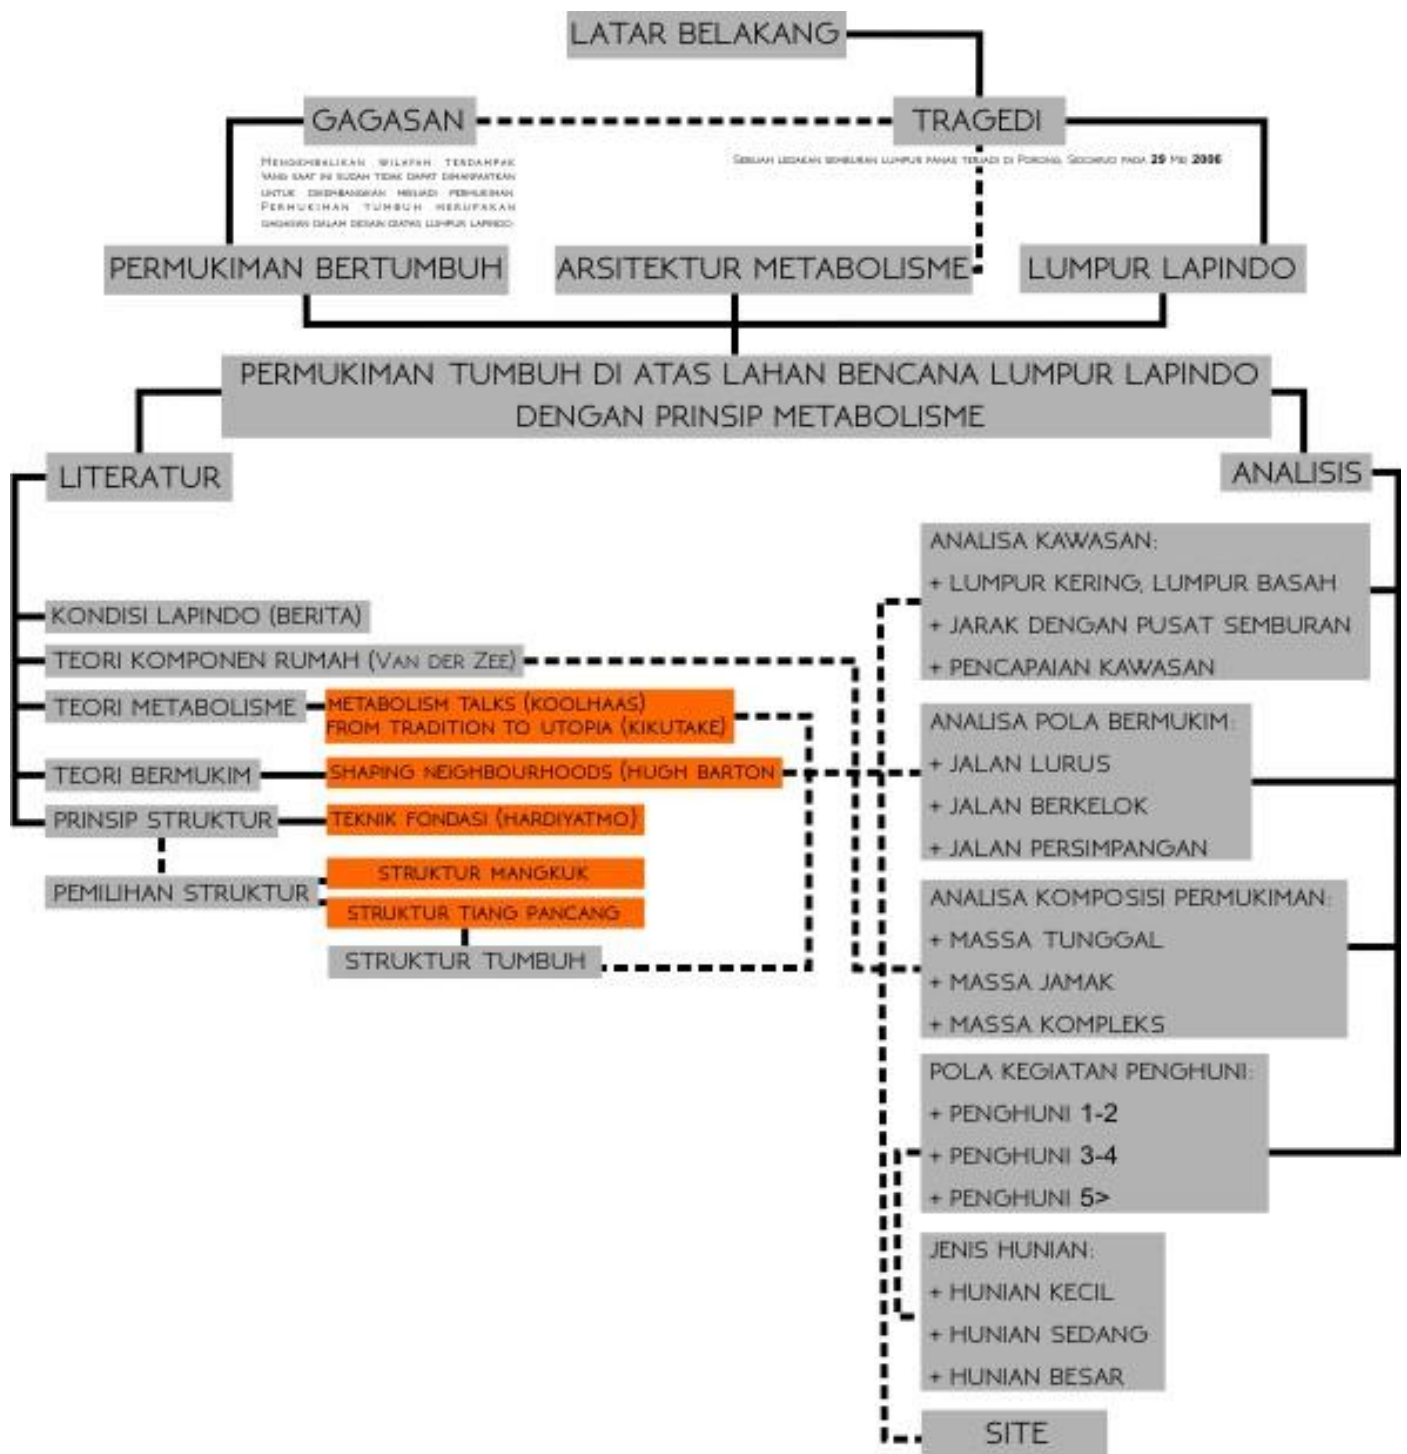 LATAR BELAKANG
GAGASAN
TRAGEDI
MENGEMBALIKAN WILAYAH TERDAMPAK
YANG SAAT INI SUDAH TIDAK DAPAT DIMANFAATKAN
UNTUK DIKEMBANGKAN MENJADI PERMUKIMAN.
PERMUKIMAN TUMBUH MERUPAKAN
GAGASAN DALAM DESAIN DIATAS LUMPUR LAPINDO.
SEBUAH LEDAKAN SEMBURAN LUMPUR PANAS TERJADI DI PORONG, SIDOARJO PADA 29 MEI 2006
PERMUKIMAN BERTUMBUH
ARSITEKTUR METABOLISME
LUMPUR LAPINDO
PERMUKIMAN TUMBUH DI ATAS LAHAN BENCANA LUMPUR LAPINDO
DENGAN PRINSIP METABOLISME
LITERATUR
KONDISI LAPINDO (BERITA)
TEORI KOMPONEN RUMAH (VAN DER ZEE)
TEORI METABOLISME
METABOLISM TALKS (KOOLHAAS)
FROM TRADITION TO UTOPIA (KIKUTAKE)
TEORI BERMUKIM
SHAPING NEIGHBOURHOODS (HUGH BARTON
PRINSIP STRUKTUR
TEKNIK FONDASI (HARDIYATMO)
PEMILIHAN STRUKTUR
STRUKTUR MANGKUK
STRUKTUR TIANG PANCANG
STRUKTUR TUMBUH
ANALISIS
ANALISA KAWASAN:
+ LUMPUR KERING, LUMPUR BASAH
+ JARAK DENGAN PUSAT SEMBURAN
+ PENCAPAIAN KAWASAN
ANALISA POLA BERMUKIM:
+ JALAN LURUS
+ JALAN BERKELOK
+ JALAN PERSIMPANGAN
ANALISA KOMPOSISI PERMUKIMAN:
+ MASSA TUNGGAL
+ MASSA JAMAK
+ MASSA KOMPLEKS
POLA KEGIATAN PENGHUNI:
+ PENGHUNI 1-2
+ PENGHUNI 3-4
+ PENGHUNI 5>
JENIS HUNIAN:
+ HUNIAN KECIL
+ HUNIAN SEDANG
+ HUNIAN BESAR
SITE